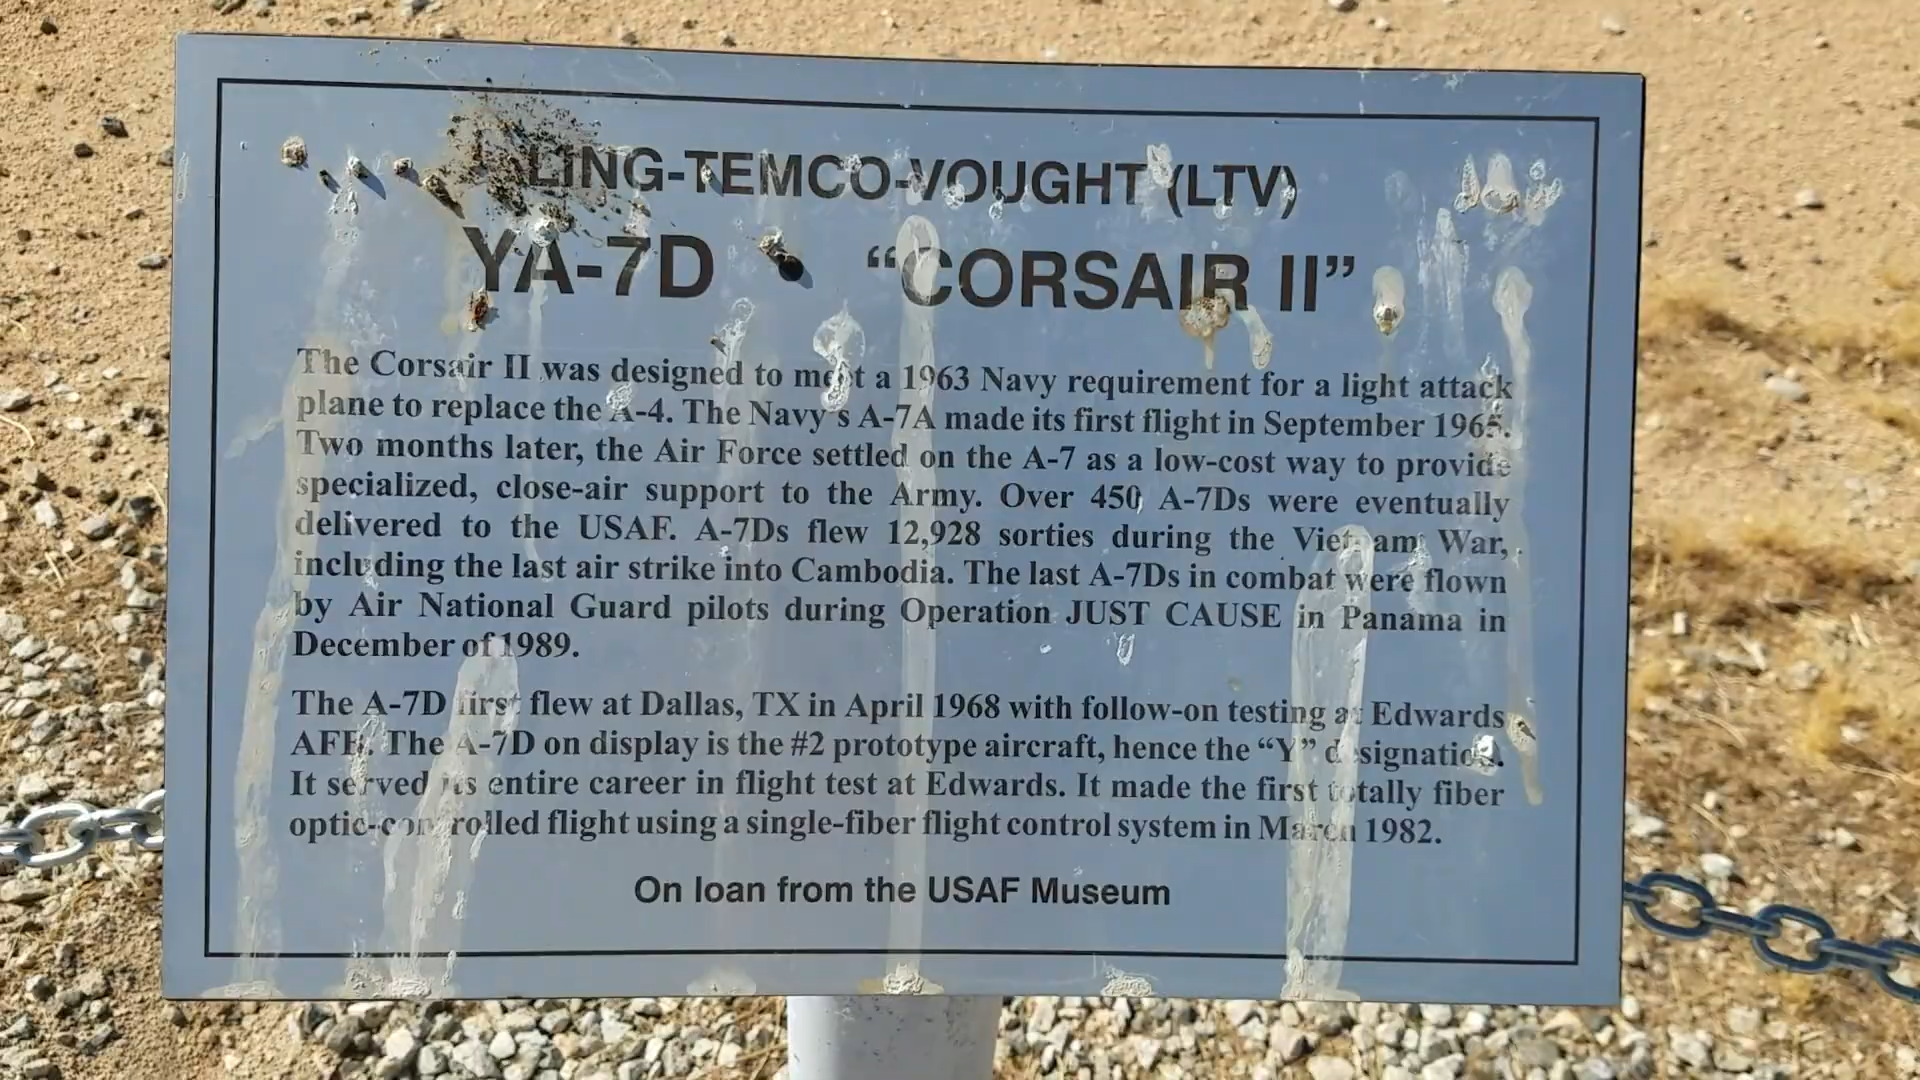 LING-TEMCO-VOUGHT (LTV)
YA-7D "CORSAIR II"
The Corsair II was designed to meet a 1963 Navy requirement for a light attack
plane to replace the A-4. The Navy's A-7A made its first flight in September 1965.
Two months later, the Air Force settled on the A-7 as a low-cost way to provide
specialized, close-air support to the Army. Over 450 A-7Ds were eventually
delivered to the USAF. A-7Ds flew 12,928 sorties during the Vietnam War,
including the last air strike into Cambodia. The last A-7Ds in combat were flown
by Air National Guard pilots during Operation JUST CAUSE in Panama in
December of 1989.
The A-7D first flew at Dallas, TX in April 1968 with follow-on testing at Edwards
AFB. The A-7D on display is the #2 prototype aircraft, hence the "Y" designation.
It served its entire career in flight test at Edwards. It made the first totally fiber
optic-controlled flight using a single-fiber flight control system in March 1982.
On loan from the USAF Museum